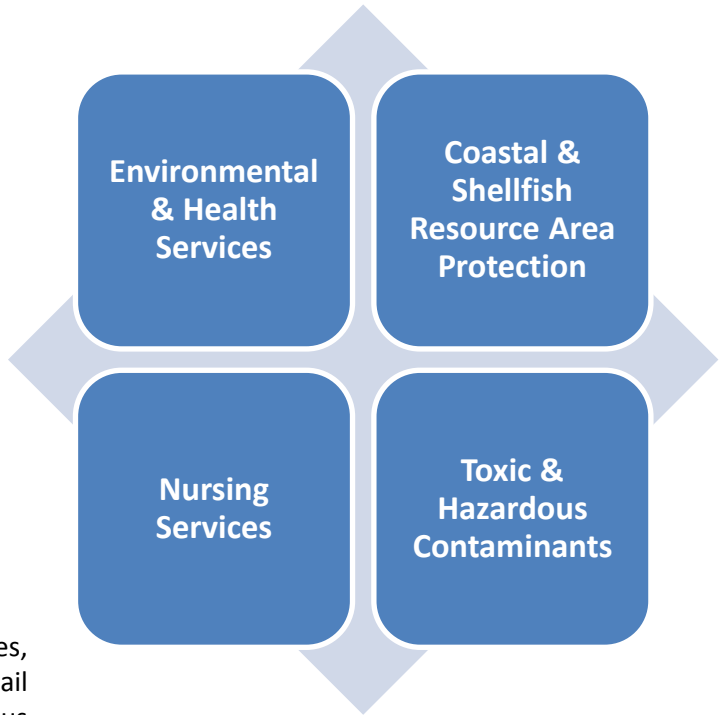 Environmental
& Health
Services
Coastal &
Shellfish
Resource Area
Protection
Nursing
Services
Toxic &
Hazardous
Contaminants